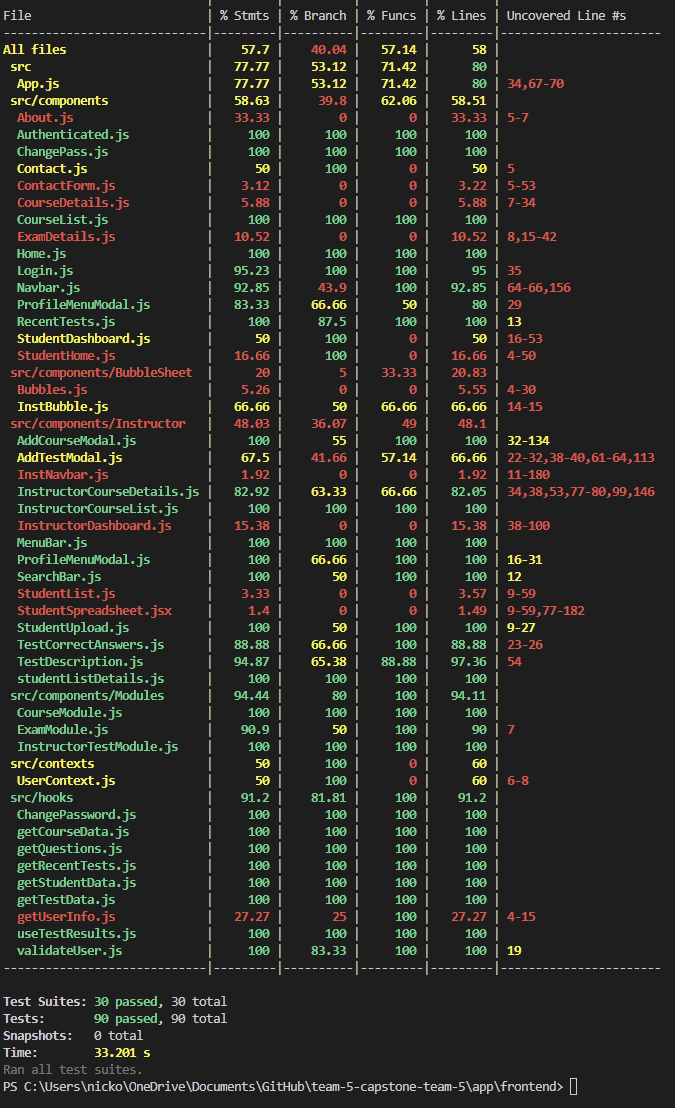 File                         | % Stmts | % Branch | % Funcs | % Lines | Uncovered Line #s
-----------------------------|---------|----------|---------|---------|-----------------------
All files                    |    57.7 |    40.04 |   57.14 |      58 |
 src                         |   77.77 |    53.12 |   71.42 |      80 |
  App.js                     |   77.77 |    53.12 |   71.42 |      80 | 34,67-70
 src/components              |   58.63 |     39.8 |   62.06 |   58.51 |
  About.js                   |   33.33 |        0 |       0 |   33.33 | 5-7
  Authenticated.js           |     100 |      100 |     100 |     100 |
  ChangePass.js              |     100 |      100 |     100 |     100 |
  Contact.js                 |      50 |      100 |       0 |      50 | 5
  ContactForm.js             |    3.12 |        0 |       0 |    3.22 | 5-53
  CourseDetails.js           |    5.88 |        0 |       0 |    5.88 | 7-34
  CourseList.js              |     100 |      100 |     100 |     100 |
  ExamDetails.js             |   10.52 |        0 |       0 |   10.52 | 8,15-42
  Home.js                    |     100 |      100 |     100 |     100 |
  Login.js                   |   95.23 |      100 |     100 |      95 | 35
  Navbar.js                  |   92.85 |     43.9 |     100 |   92.85 | 64-66,156
  ProfileMenuModal.js        |   83.33 |    66.66 |      50 |      80 | 29
  RecentTests.js             |     100 |     87.5 |     100 |     100 | 13
  StudentDashboard.js        |      50 |      100 |       0 |      50 | 16-53
  StudentHome.js             |   16.66 |      100 |       0 |   16.66 | 4-50
 src/components/BubbleSheet  |      20 |        5 |   33.33 |   20.83 |
  Bubbles.js                 |    5.26 |        0 |       0 |    5.55 | 4-30
  InstBubble.js              |   66.66 |       50 |   66.66 |   66.66 | 14-15
 src/components/Instructor   |   48.03 |    36.07 |      49 |    48.1 |
  AddCourseModal.js          |     100 |       55 |     100 |     100 | 32-134
  AddTestModal.js            |    67.5 |    41.66 |   57.14 |   66.66 | 22-32,38-40,61-64,113
  InstNavbar.js              |    1.92 |        0 |       0 |    1.92 | 11-180
  InstructorCourseDetails.js |   82.92 |    63.33 |   66.66 |   82.05 | 34,38,53,77-80,99,146
  InstructorCourseList.js    |     100 |      100 |     100 |     100 |
  InstructorDashboard.js     |   15.38 |        0 |       0 |   15.38 | 38-100
  MenuBar.js                 |     100 |      100 |     100 |     100 |
  ProfileMenuModal.js        |     100 |    66.66 |     100 |     100 | 16-31
  SearchBar.js               |     100 |       50 |     100 |     100 | 12
  StudentList.js             |    3.33 |        0 |       0 |    3.57 | 9-59
  StudentSpreadsheet.jsx     |     1.4 |        0 |       0 |    1.49 | 9-59,77-182
  StudentUpload.js           |     100 |       50 |     100 |     100 | 9-27
  TestCorrectAnswers.js      |   88.88 |    66.66 |     100 |   88.88 | 23-26
  TestDescription.js         |   94.87 |    65.38 |   88.88 |   97.36 | 54
  studentListDetails.js      |     100 |      100 |     100 |     100 |
 src/components/Modules      |   94.44 |       80 |     100 |   94.11 |
  CourseModule.js            |     100 |      100 |     100 |     100 |
  ExamModule.js              |    90.9 |       50 |     100 |      90 | 7
  InstructorTestModule.js    |     100 |      100 |     100 |     100 |
 src/contexts                |      50 |      100 |       0 |      60 |
  UserContext.js             |      50 |      100 |       0 |      60 | 6-8
 src/hooks                   |    91.2 |    81.81 |     100 |    91.2 |
  ChangePassword.js          |     100 |      100 |     100 |     100 |
  getCourseData.js           |     100 |      100 |     100 |     100 |
  getQuestions.js            |     100 |      100 |     100 |     100 |
  getRecentTests.js          |     100 |      100 |     100 |     100 |
  getStudentData.js          |     100 |      100 |     100 |     100 |
  getTestData.js             |     100 |      100 |     100 |     100 |
  getUserInfo.js             |   27.27 |       25 |     100 |   27.27 | 4-15
  useTestResults.js          |     100 |      100 |     100 |     100 |
  validateUser.js            |     100 |    83.33 |     100 |     100 | 19
-----------------------------|---------|----------|---------|---------|-----------------------
Test Suites: 30 passed, 30 total
Tests:       90 passed, 90 total
Snapshots:   0 total
Time:        33.201 s
Ran all test suites.
PS C:\Users\nicko\OneDrive\Documents\GitHub\team-5-capstone-team-5\app\frontend>